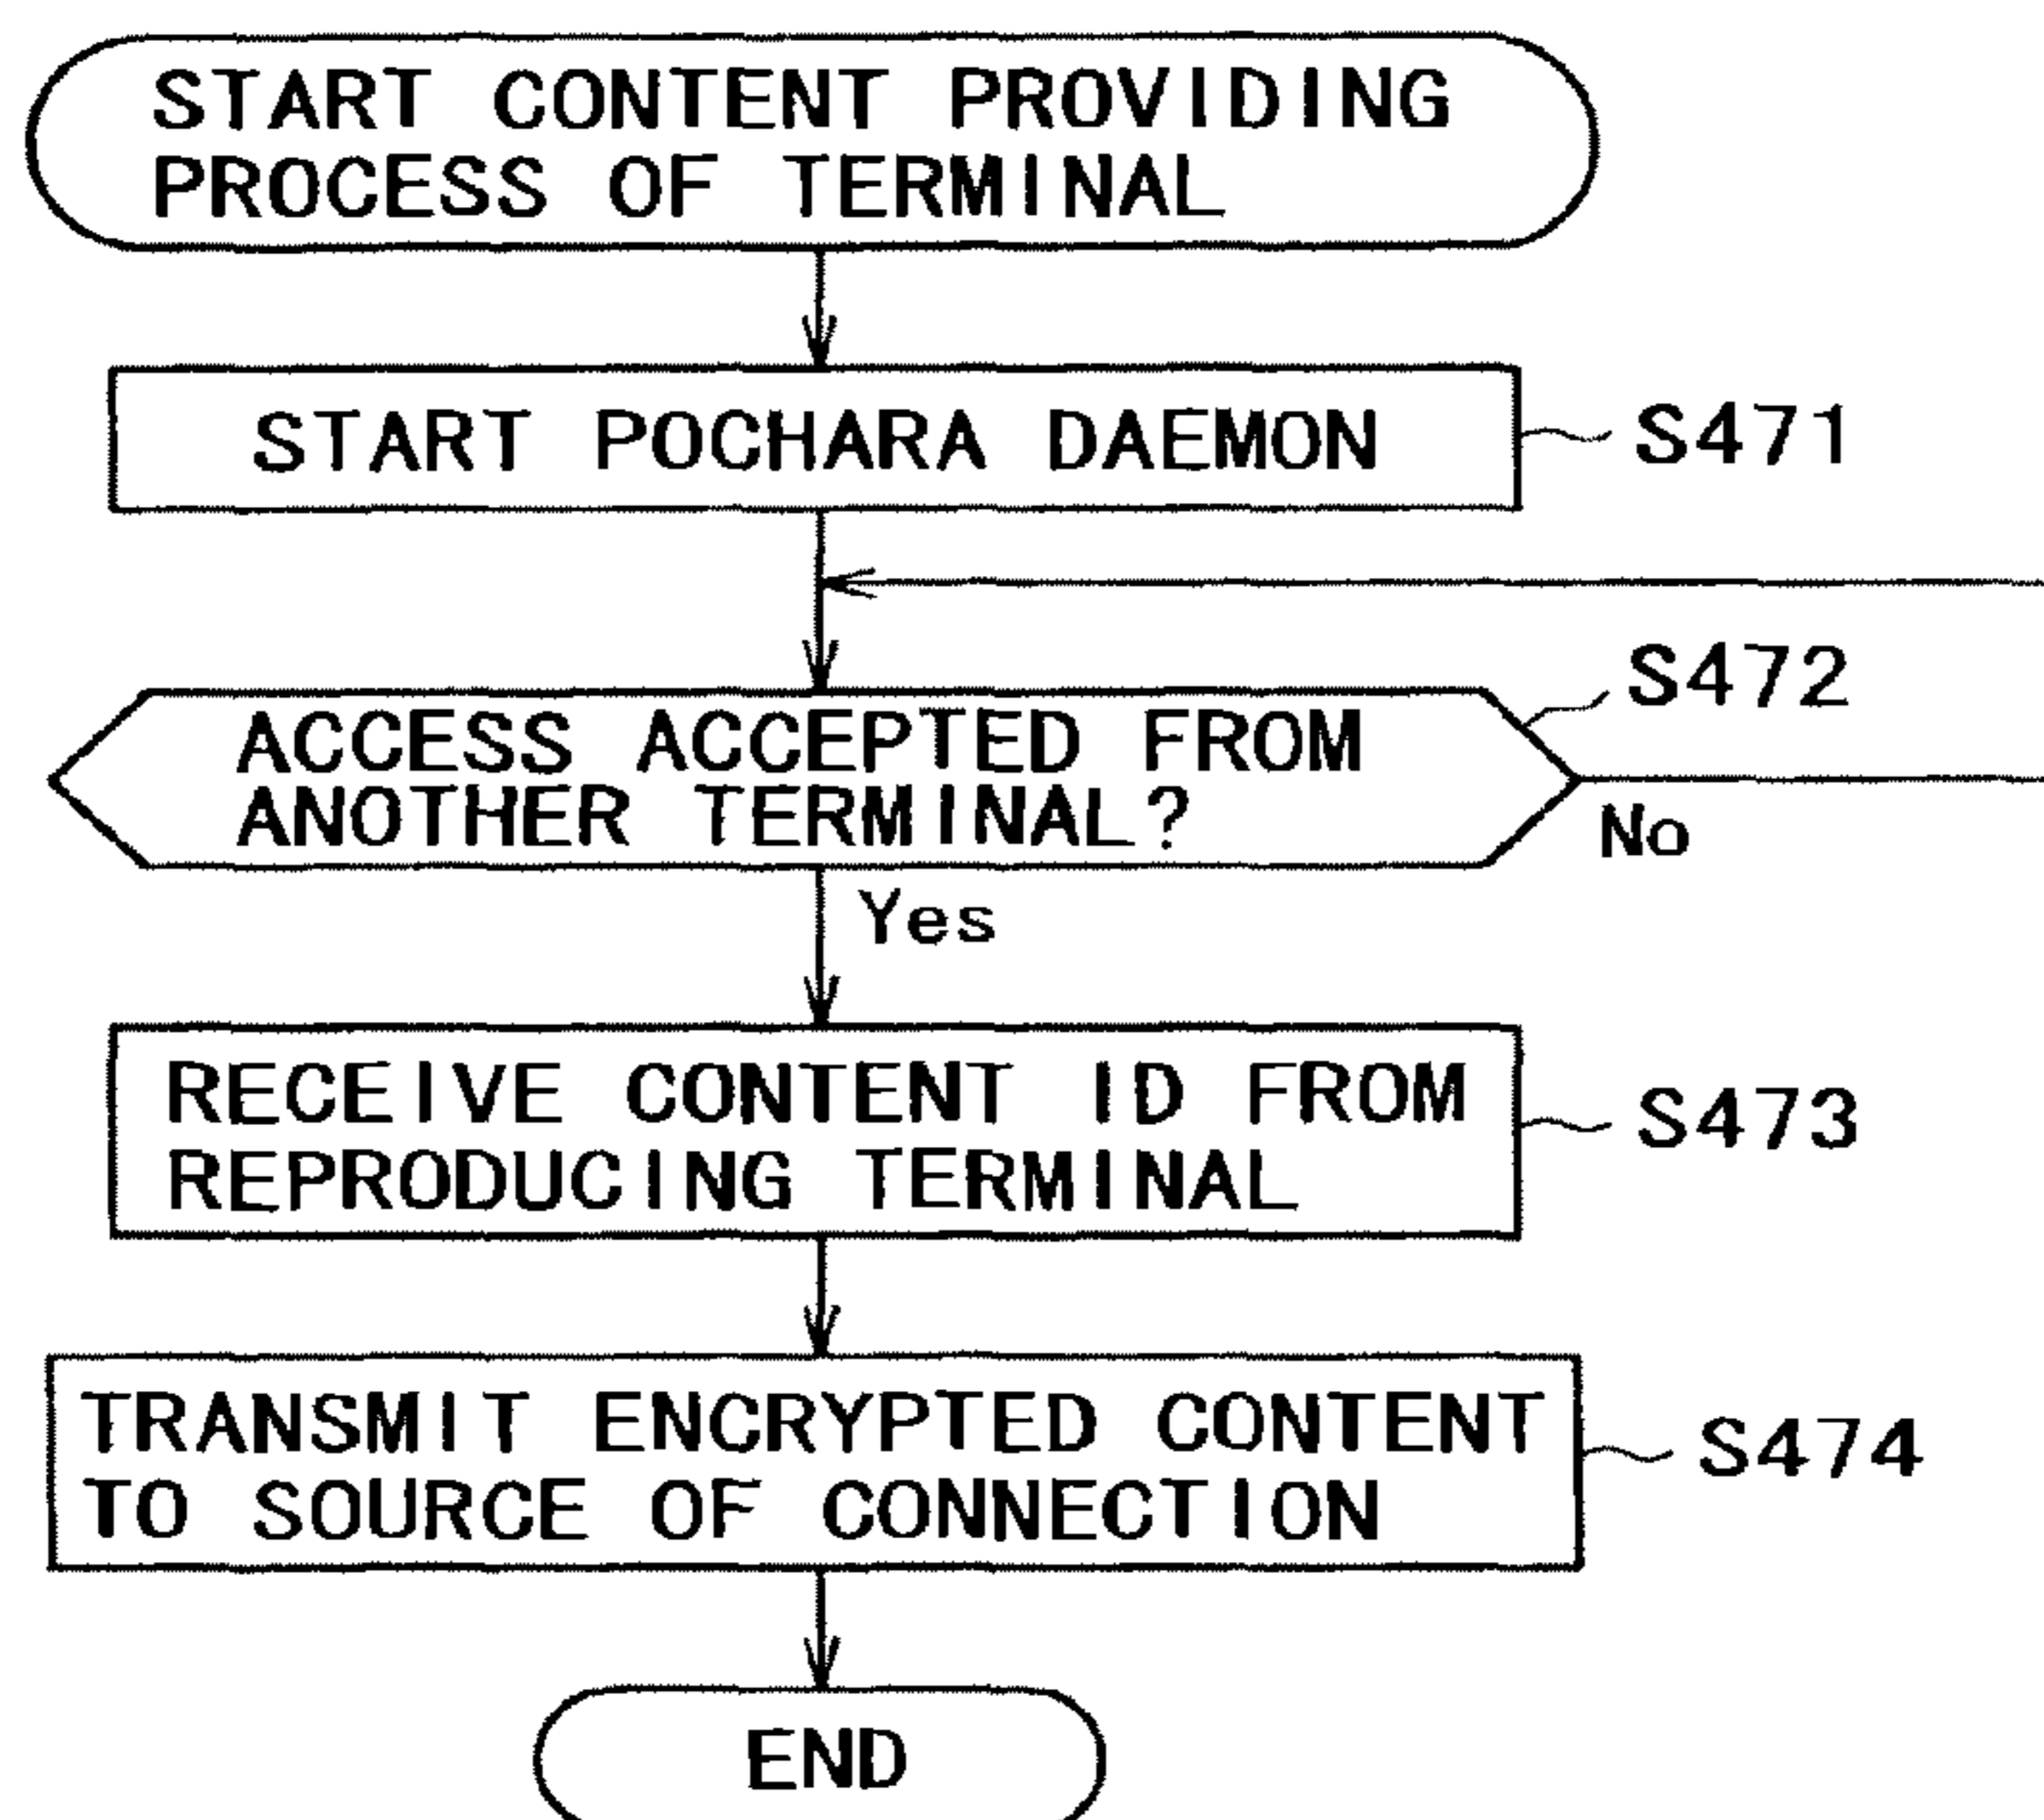 START CONTENT PROVIDING
PROCESS OF TERMINAL
START POCHARA DAEMON
S471
S472
ACCESS ACCEPTED FROM
ANOTHER TERMINAL?
No
Yes
RECEIVE CONTENT ID FROM
REPRODUCING TERMINAL
S473
TRANSMIT ENCRYPTED CONTENT
TO SOURCE OF CONNECTION
S474
END